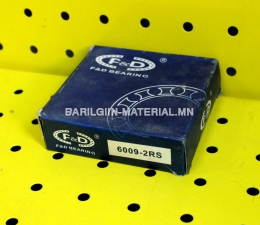 F&D ®
F&D BEARING
BARILGIIN-MATERIAL.MN
F&D ®
F&D BEARING
6009-2RS